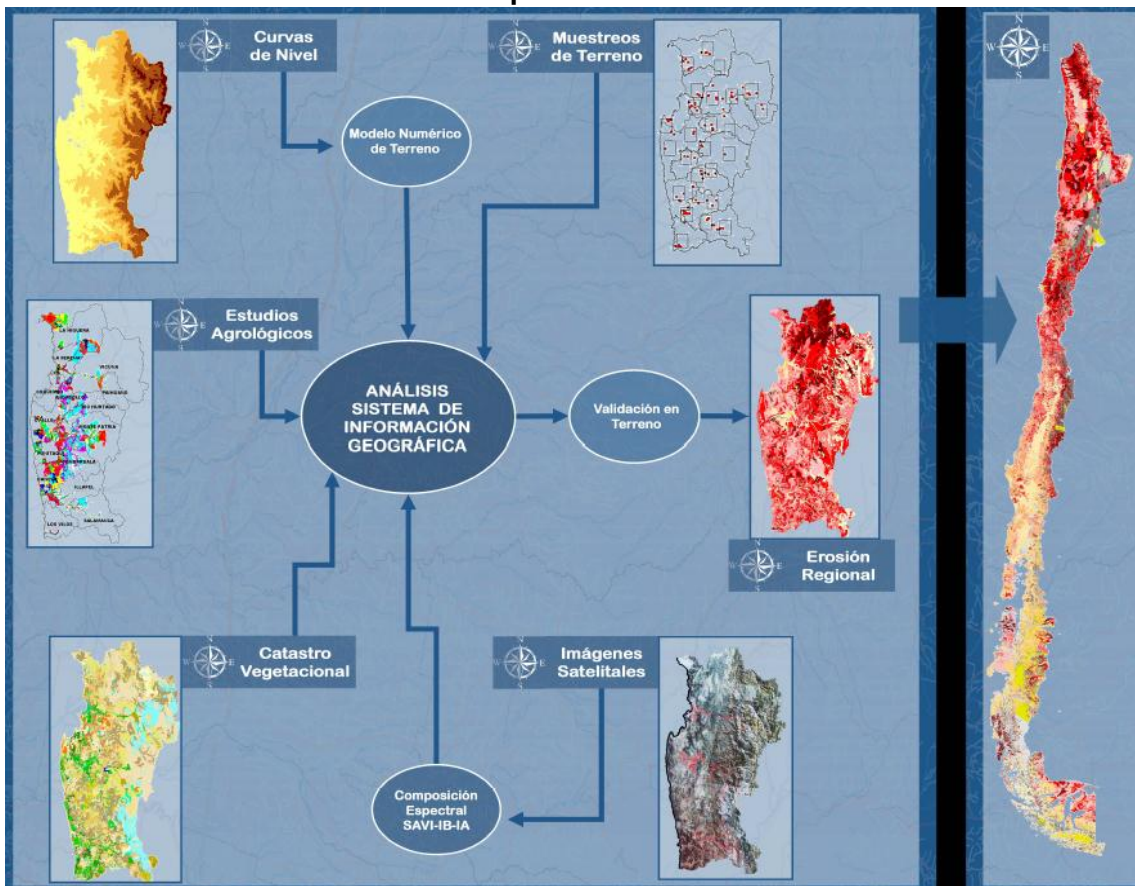 Curvas
de Nivel
Muestreos
de Terreno
Modelo Numérico
de Terreno
Estudios
Agrológicos
LA HIGUERA
LA SERENA
VICUÑA
PAIHUANO
RIO HURTADO
MONTE PATRIA
ILLAPEL
LOS VILOS
SALAMANCA
ANÁLISIS
SISTEMA DE
INFORMACIÓN
GEOGRÁFICA
Validación en
Terreno
Erosión
Regional
Catastro
Vegetacional
Imágenes
Satelitales
Composición
Espectral
SAVI-IB-IA
N
W
E
S